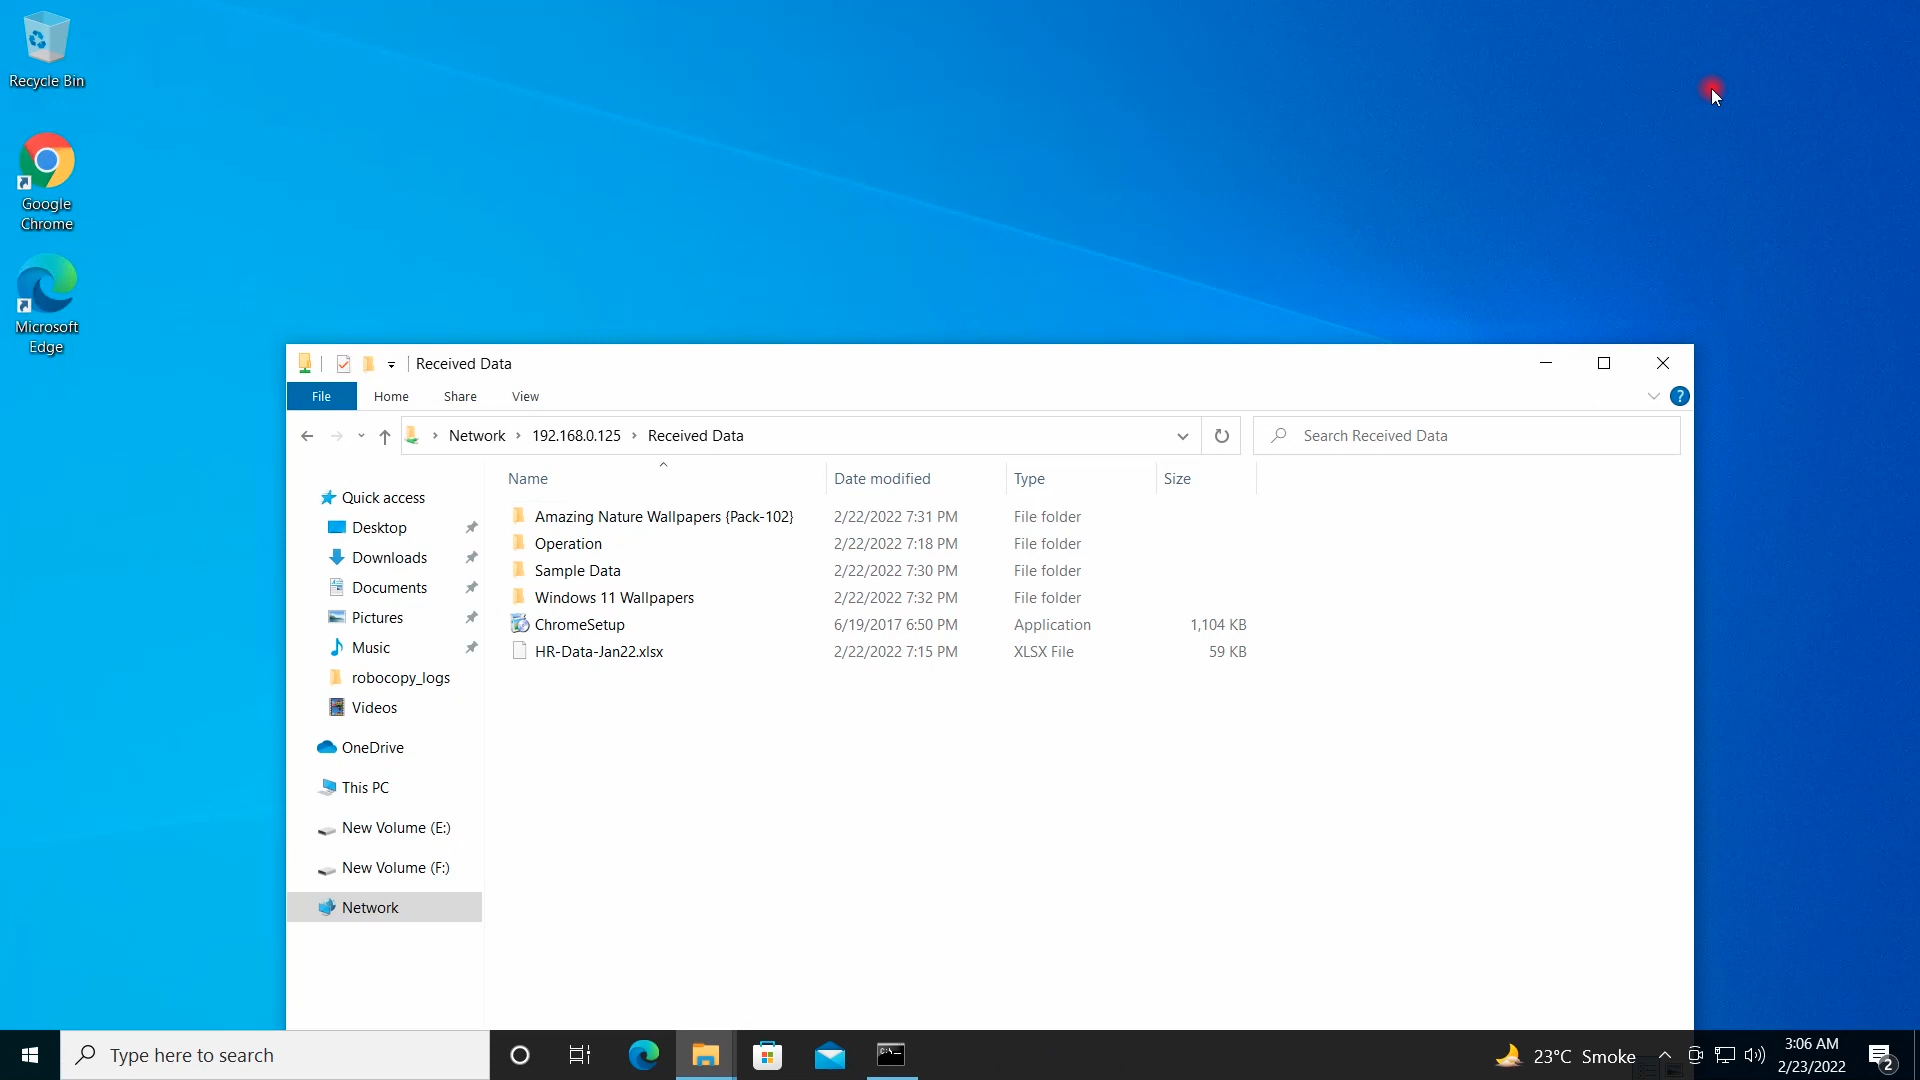 Recycle Bin
Google
Chrome
Microsoft
Edge
Received Data
File Home Share View
?
Network > 192.168.0.125 > Received Data
Search Received Data
Name Date modified Type Size
Quick access
Desktop
Downloads
Documents
Pictures
Music
robocopy_logs
Videos
OneDrive
This PC
New Volume (E:)
New Volume (F:)
Network
Amazing Nature Wallpapers {Pack-102} 2/22/2022 7:31 PM File folder
Operation 2/22/2022 7:18 PM File folder
Sample Data 2/22/2022 7:30 PM File folder
Windows 11 Wallpapers 2/22/2022 7:32 PM File folder
ChromeSetup 6/19/2017 6:50 PM Application 1,104 KB
HR-Data-Jan22.xlsx 2/22/2022 7:15 PM XLSX File 59 KB
Type here to search
23°C Smoke
3:06 AM
2/23/2022
2